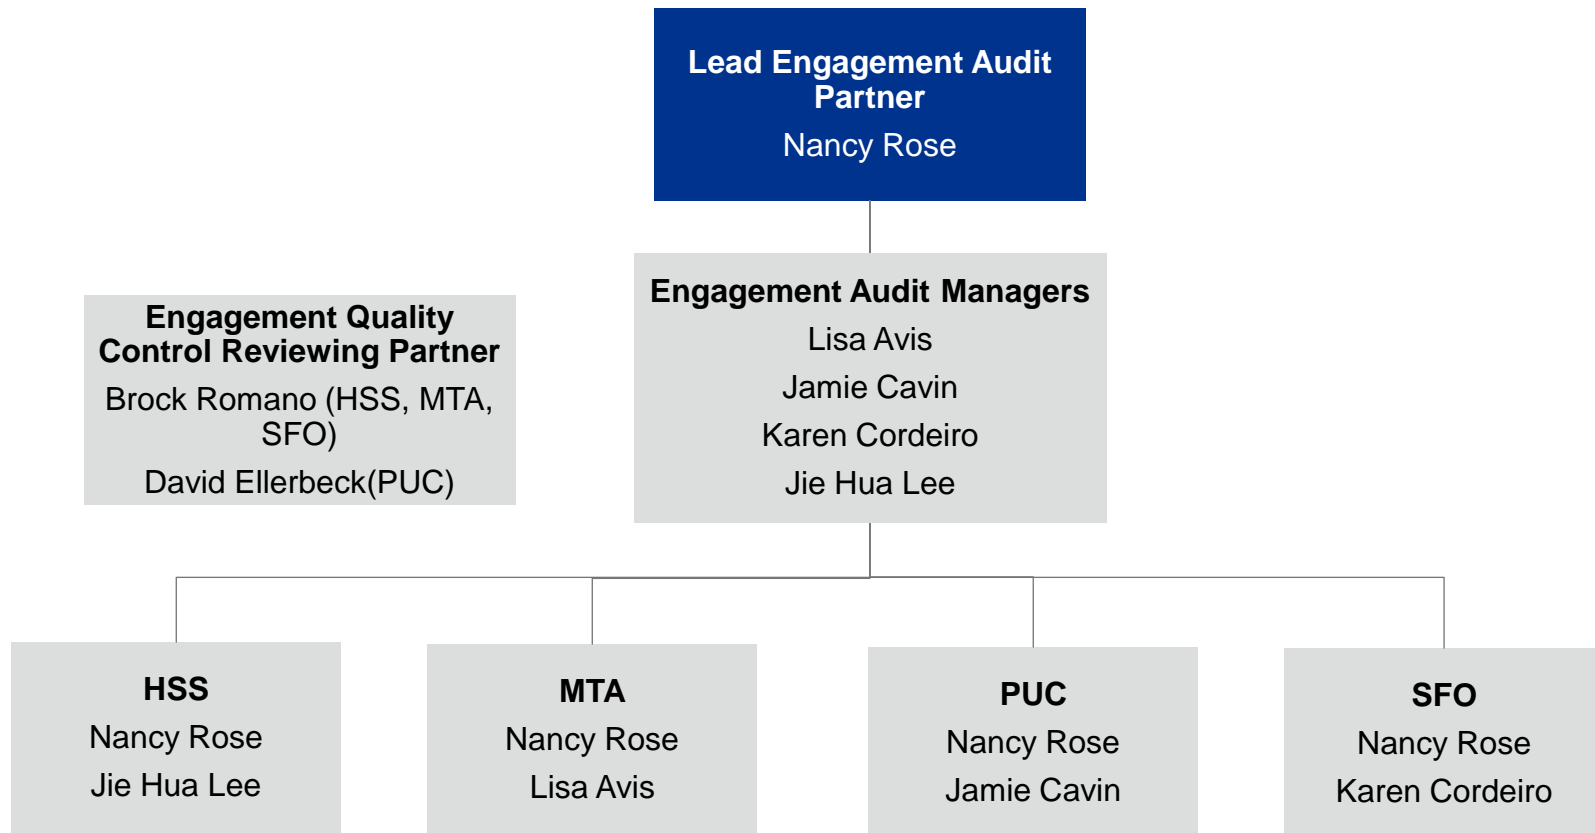 Lead Engagement Audit
Partner
Nancy Rose
Engagement Audit Managers
Lisa Avis
Jamie Cavin
Karen Cordeiro
Jie Hua Lee
Engagement Quality
Control Reviewing Partner
Brock Romano (HSS, MTA,
SFO)
David Ellerbeck(PUC)
HSS
Nancy Rose
Jie Hua Lee
MTA
Nancy Rose
Lisa Avis
PUC
Nancy Rose
Jamie Cavin
SFO
Nancy Rose
Karen Cordeiro